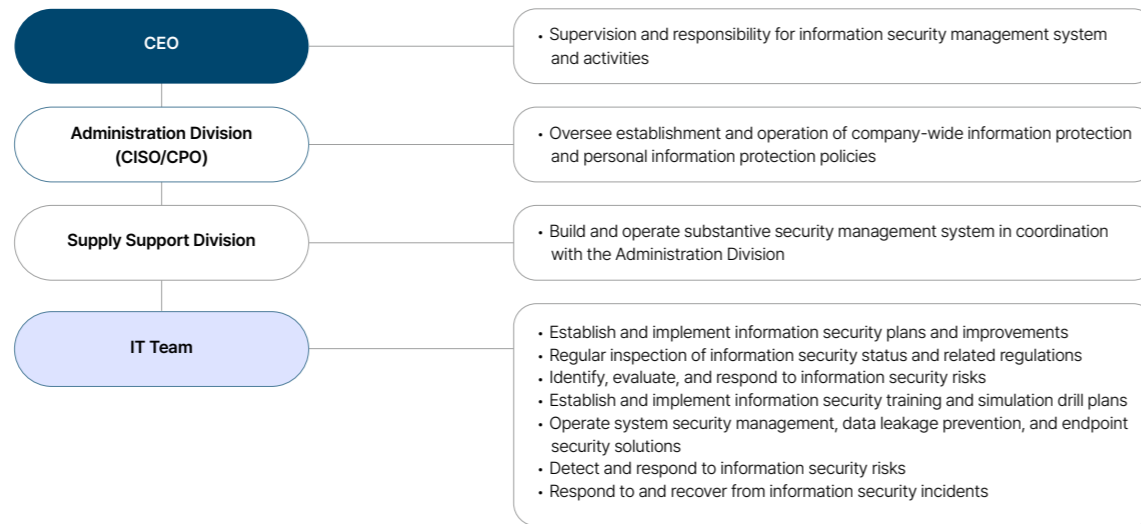 CEO
• Supervision and responsibility for information security management system
and activities
Administration Division
(CISO/CPO)
• Oversee establishment and operation of company-wide information protection
and personal information protection policies
Supply Support Division
• Build and operate substantive security management system in coordination
with the Administration Division
IT Team
• Establish and implement information security plans and improvements
• Regular inspection of information security status and related regulations
• Identify, evaluate, and respond to information security risks
• Establish and implement information security training and simulation drill plans
• Operate system security management, data leakage prevention, and endpoint
security solutions
• Detect and respond to information security risks
• Respond to and recover from information security incidents